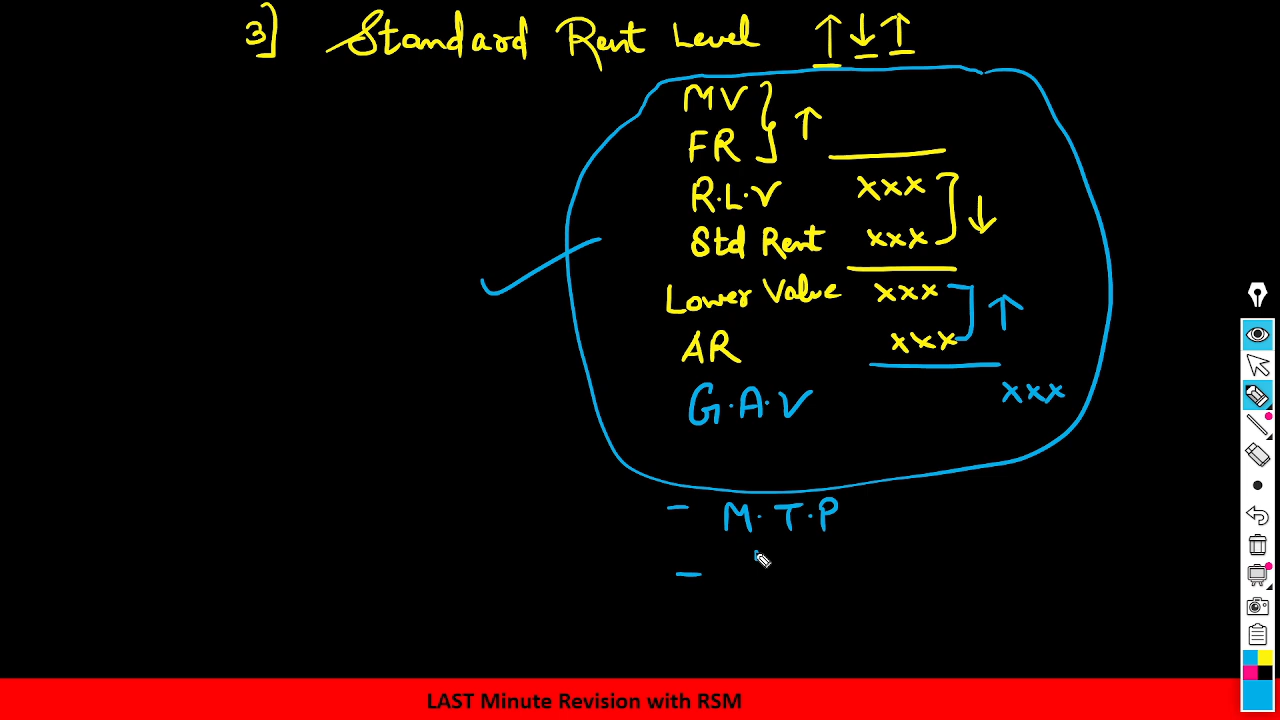 3] Standard Rent Level ↑ ↓ ↑
MV
FR ↑
R.L.V xxx
Std Rent xxx ↓
Lower Value xxx
AR xxx ↑
G.A.V xxx
- M.T.P
-
LAST Minute Revision with RSM